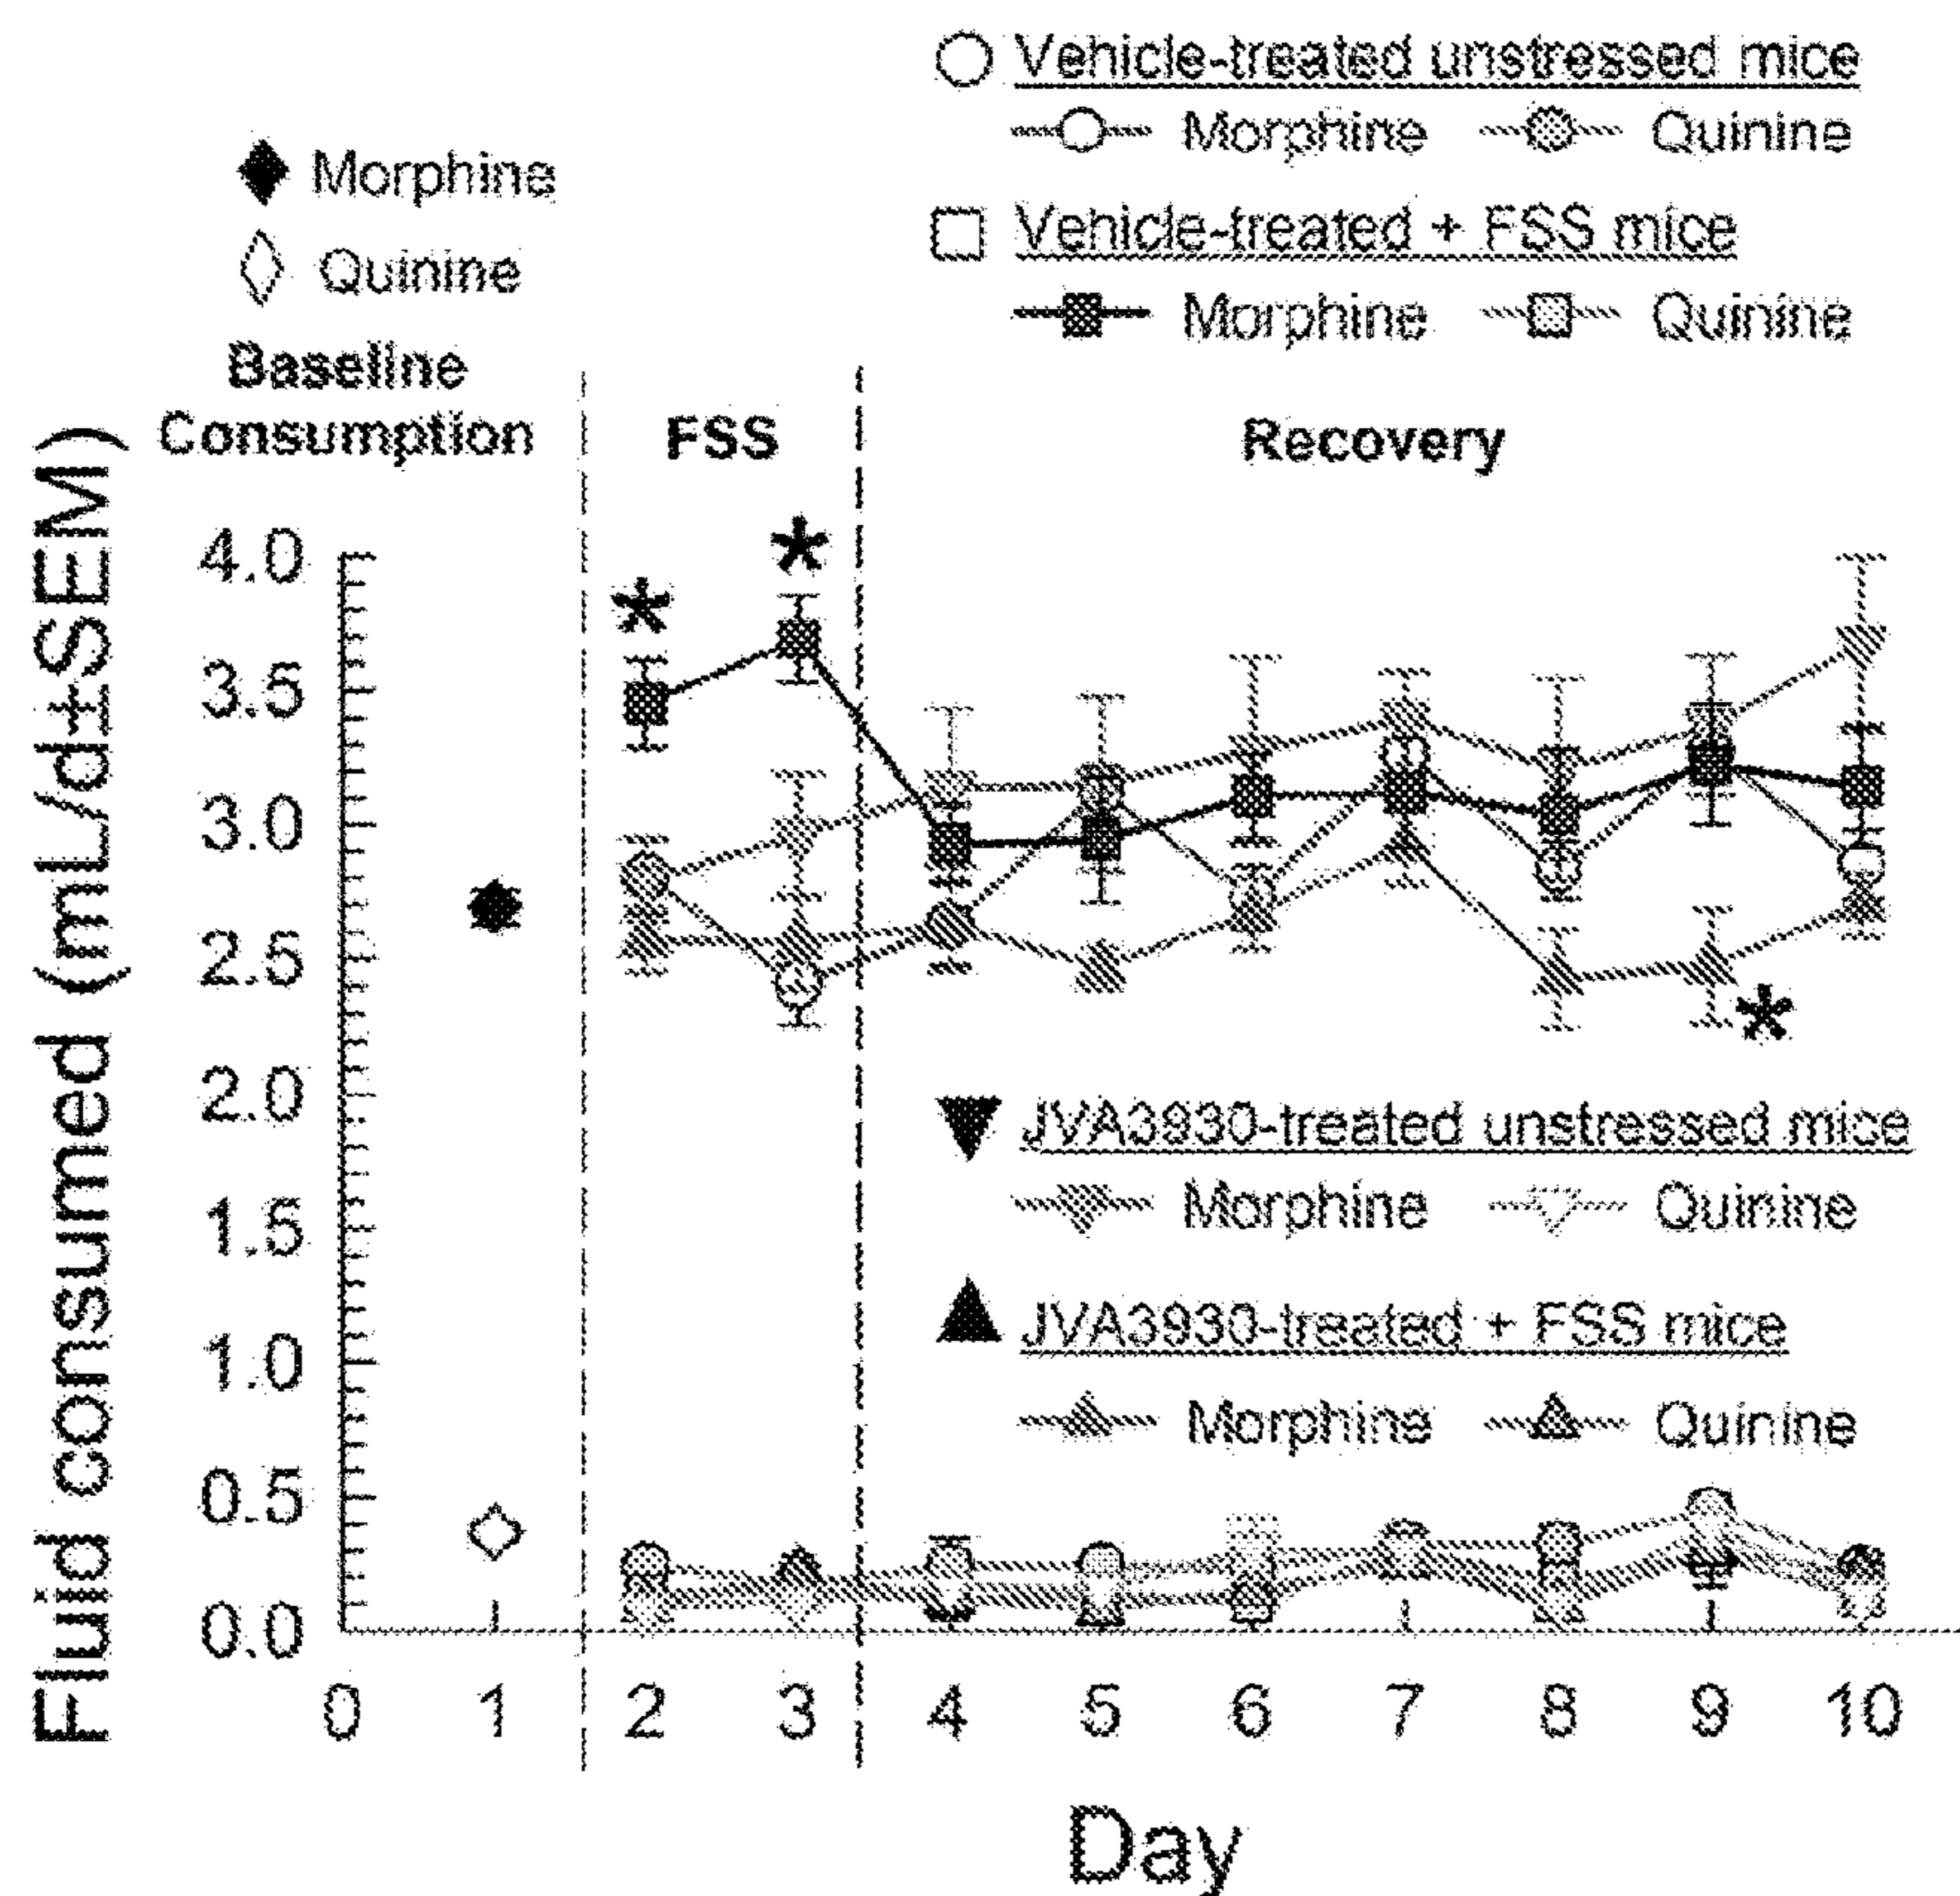 Vehicle-treated unstressed mice
Morphine Quinine
Vehicle-treated + FSS mice
Morphine Quinine
Morphine
Quinine
Baseline
Consumption
FSS
Recovery
Fluid consumed (mL/d±SEM)
4.0
3.5
3.0
2.5
2.0
1.5
1.0
0.5
0.0
*
*
*
JVA3930-treated unstressed mice
Morphine Quinine
JVA3930-treated + FSS mice
Morphine Quinine
0 1 2 3 4 5 6 7 8 9 10
Day